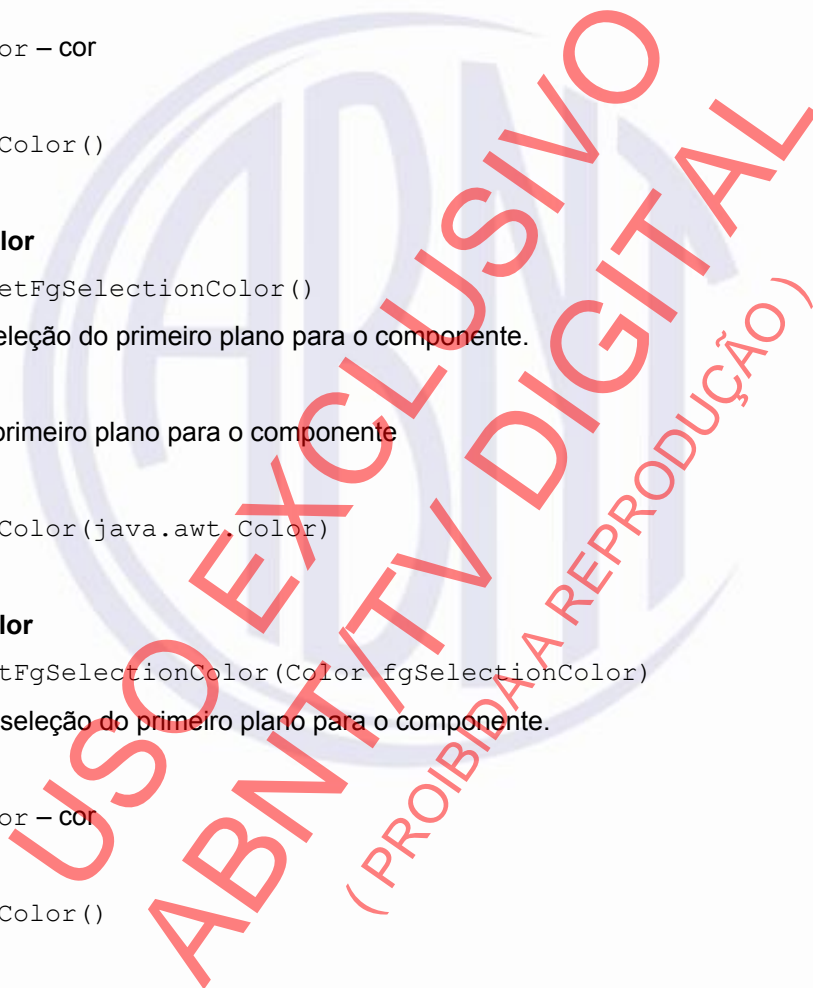 or – cor
Color()
lor
etFgSelectionColor()
eleção do primeiro plano para o componente.
primeiro plano para o componente
Color(java.awt.Color)
lor
tFgSelectionColor(Color fgSelectionColor)
seleção do primeiro plano para o componente.
or – cor
Color()
USO EXCLUSIVO
ABNT/TV DIGITAL
( PROIBIDA A REPRODUÇÃO )
ABNT